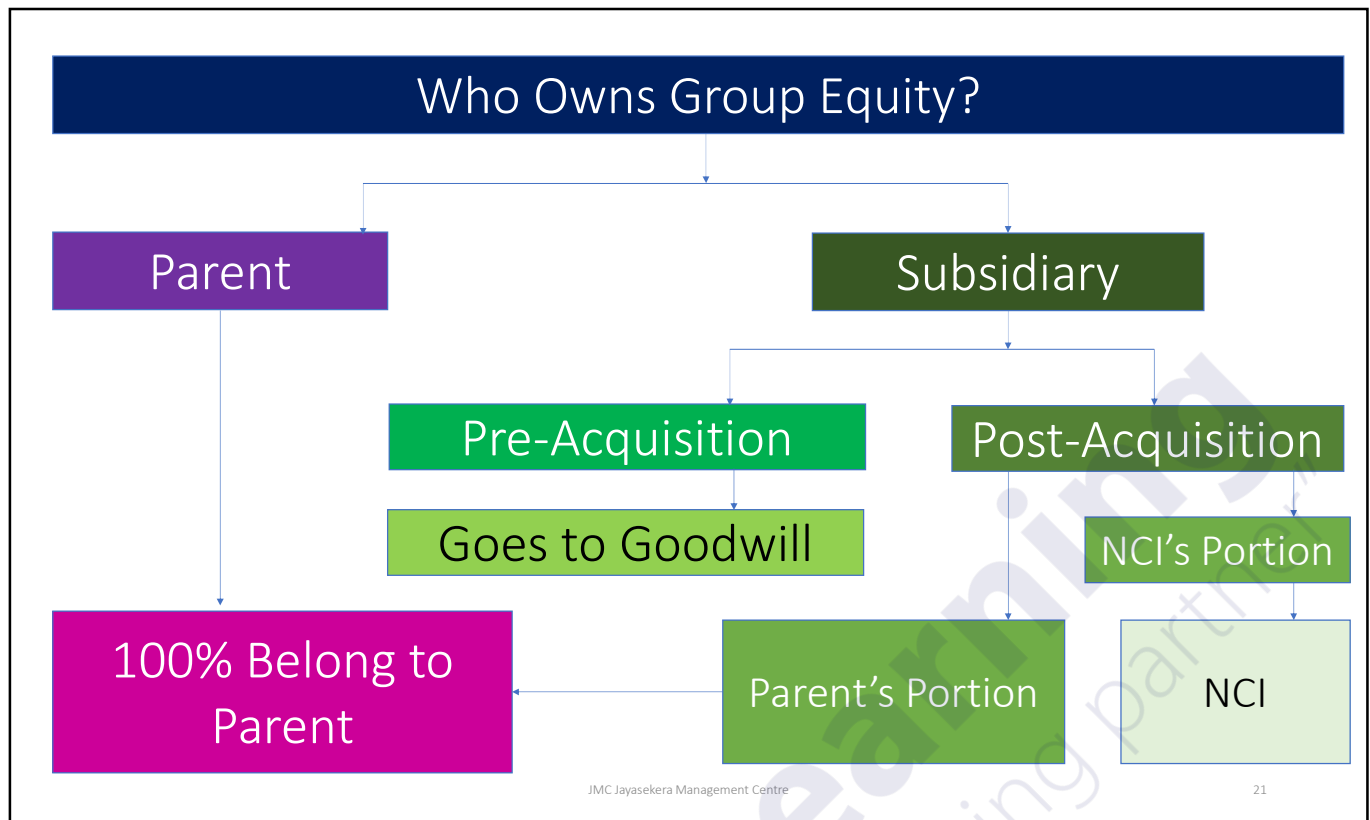 Who Owns Group Equity?
Parent
Subsidiary
Pre-Acquisition
Post-Acquisition
Goes to Goodwill
NCI's Portion
100% Belong to
Parent
Parent's Portion
NCI
JMC Jayasekera Management Centre
21
partner”